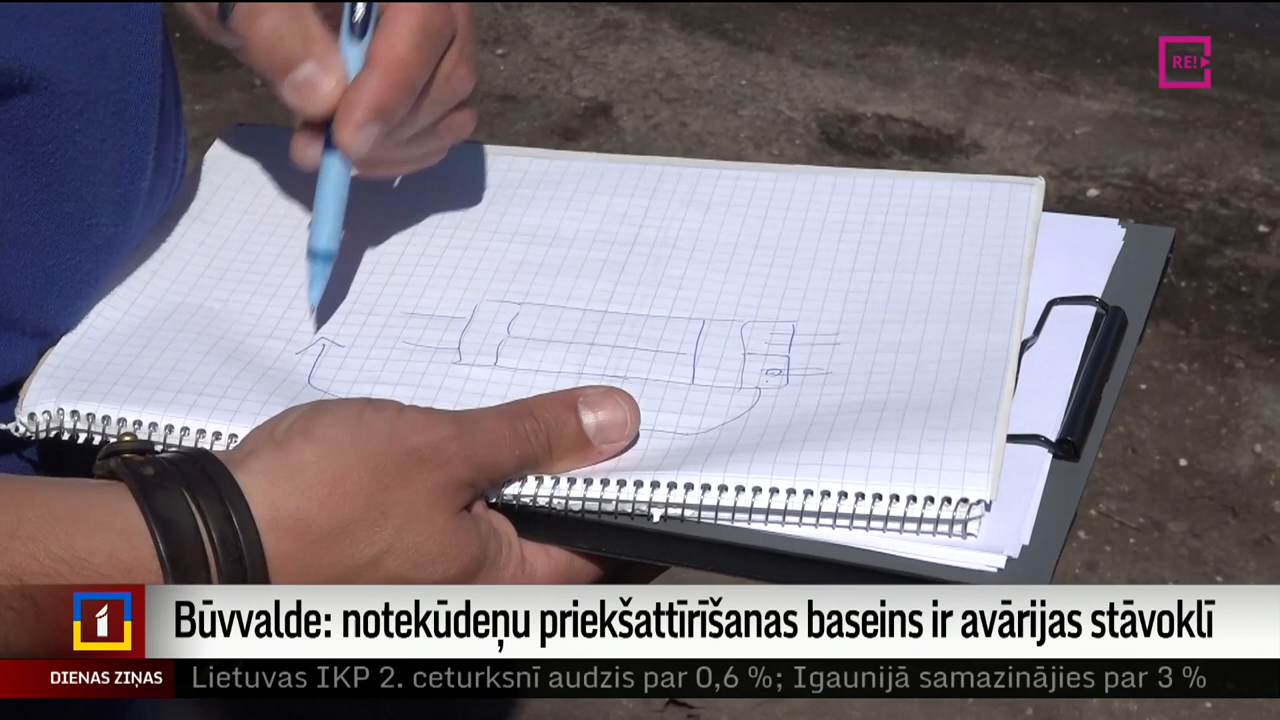 RE!
Būvvalde: notekūdeņu priekšattīrīšanas baseins ir avārijas stāvoklī
1
DIENAS ZIŅAS
Lietuvas IKP 2. ceturksnī audzis par 0,6 %; Igaunijā samazinājies par 3 %